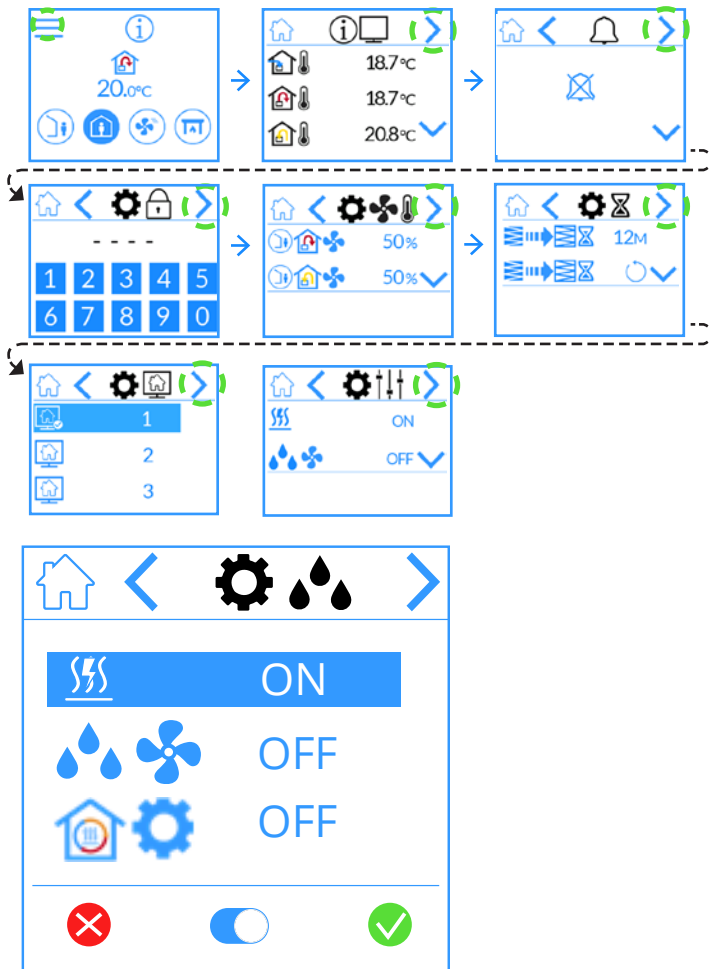 i
20.0°C
i
18.7°C
18.7°C
20.8°C
- - - -
1 2 3 4 5
6 7 8 9 0
50%
50%
12M
1
2
3
ON
OFF
ON
OFF
OFF